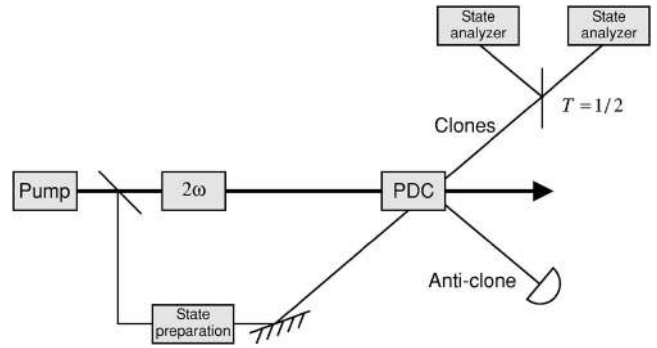 State
analyzer
State
analyzer
T = 1/2
Clones
Pump
2ω
PDC
Anti-clone
State
preparation